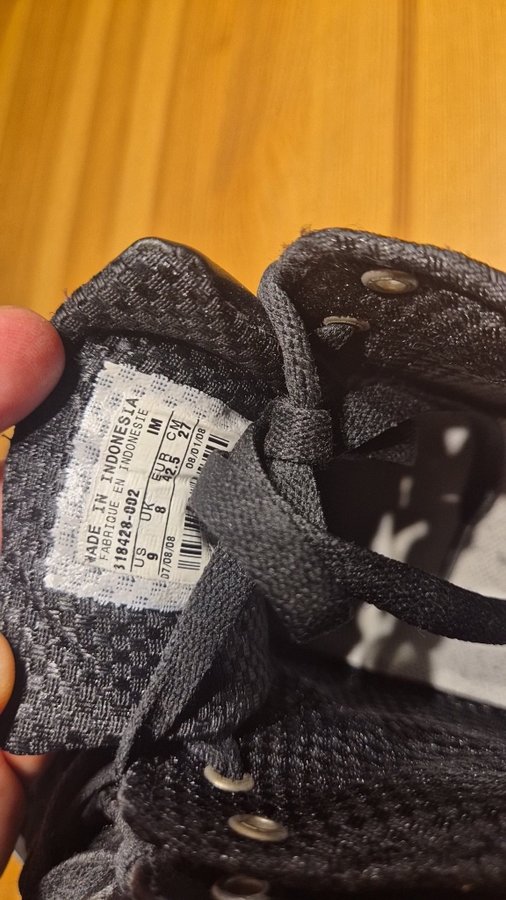 MADE IN INDONESIA
FABRIQUE EN INDONESIE
318428-002 IM
US UK EUR CM
9 8 42.5 27
07/08/08 08/01/08